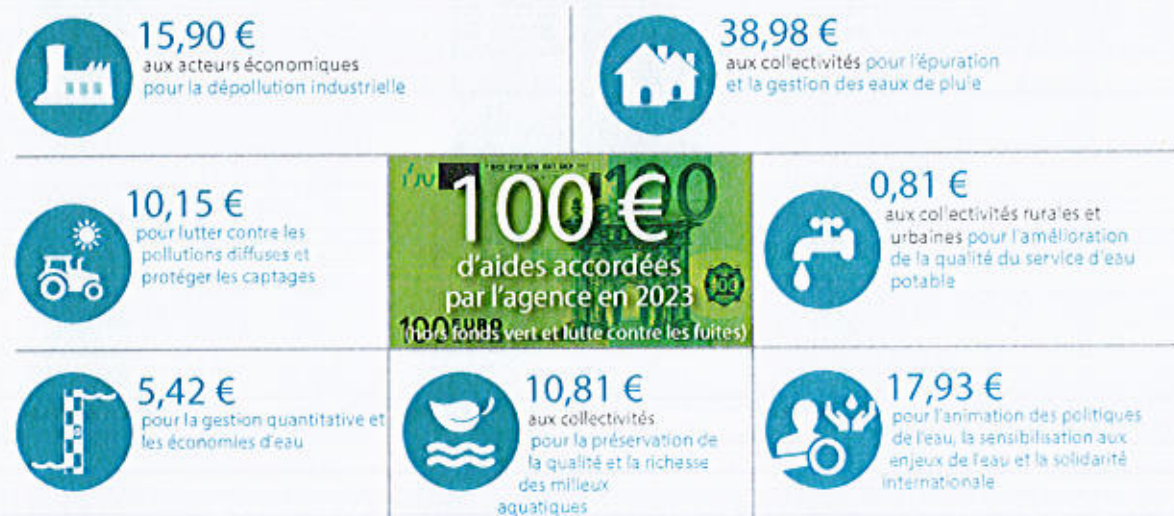 15,90 €
aux acteurs économiques
pour la dépollution industrielle
38,98 €
aux collectivités pour l'épuration
et la gestion des eaux de pluie
10,15 €
pour lutter contre les
pollutions diffuses et
protéger les captages
100 €
d'aides accordées
par l'agence en 2023
(hors fonds vert et lutte contre les fuites)
100
100
100 EURO
0,81 €
aux collectivités rurales et
urbaines pour l'amélioration
de la qualité du service d'eau
potable
5,42 €
pour la gestion quantitative et
les économies d'eau
10,81 €
aux collectivités
pour la préservation de
la qualité et la richesse
des milieux
aquatiques
17,93 €
pour l'animation des politiques
de l'eau, la sensibilisation aux
enjeux de l'eau et la solidarité
internationale